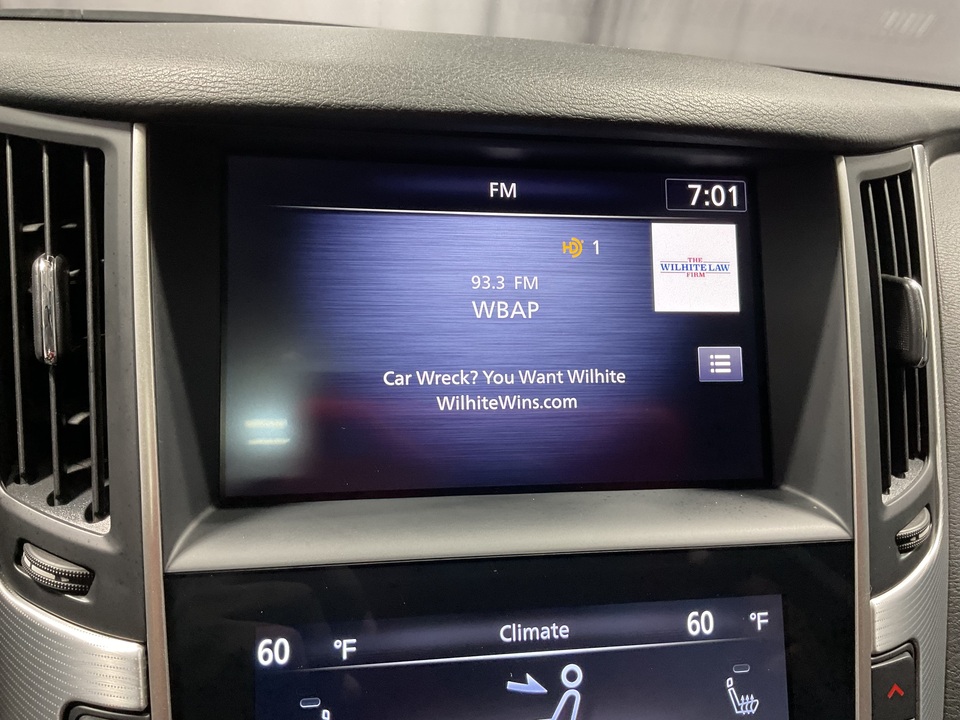 FM
7:01
HD 1
THE
WILHITE LAW
FIRM
93.3 FM
WBAP
Car Wreck? You Want Wilhite
WilhiteWins.com
60 °F
Climate
60 °F